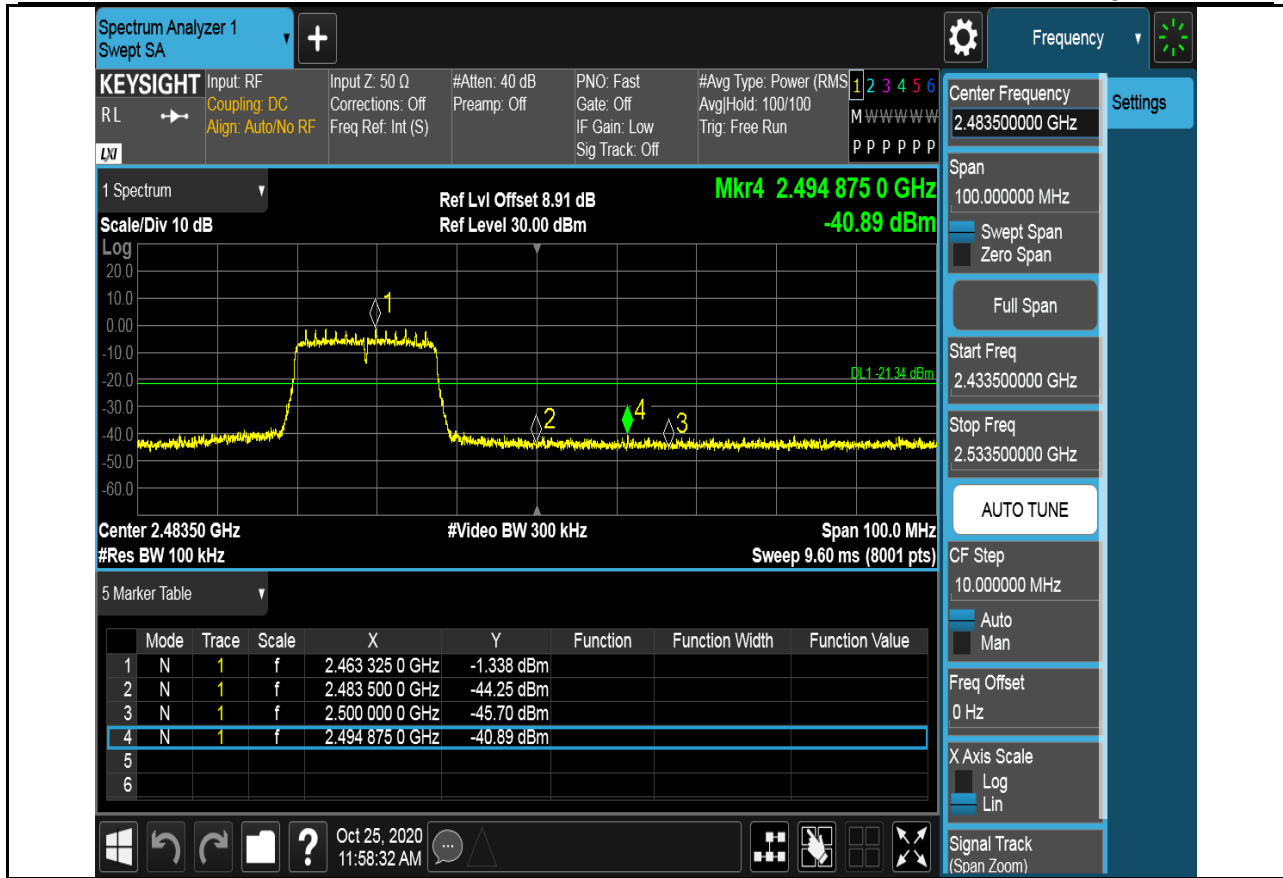 Spectrum Analyzer 1
Swept SA
+
Frequency
KEYSIGHT
RL
LXI
Input: RF
Coupling: DC
Align: Auto/No RF
Input Z: 50 Ω
Corrections: Off
Freq Ref: Int (S)
#Atten: 40 dB
Preamp: Off
PNO: Fast
Gate: Off
IF Gain: Low
Sig Track: Off
#Avg Type: Power (RMS
Avg|Hold: 100/100
Trig: Free Run
1 2 3 4 5 6
M W W W W W
P P P P P P
1 Spectrum
Scale/Div 10 dB
Ref Lvl Offset 8.91 dB
Ref Level 30.00 dBm
Mkr4 2.494 875 0 GHz
-40.89 dBm
Log
20.0
10.0
0.00
-10.0
-20.0
-30.0
-40.0
-50.0
-60.0
1
DL1 -21.34 dBm
2
4
3
Center 2.48350 GHz
#Video BW 300 kHz
Span 100.0 MHz
#Res BW 100 kHz
Sweep 9.60 ms (8001 pts)
5 Marker Table
Mode Trace Scale X Y Function Function Width Function Value
1 N 1 f 2.463 325 0 GHz -1.338 dBm
2 N 1 f 2.483 500 0 GHz -44.25 dBm
3 N 1 f 2.500 000 0 GHz -45.70 dBm
4 N 1 f 2.494 875 0 GHz -40.89 dBm
5
6
?
Oct 25, 2020
11:58:32 AM
Center Frequency
2.483500000 GHz
Settings
Span
100.000000 MHz
Swept Span
Zero Span
Full Span
Start Freq
2.433500000 GHz
Stop Freq
2.533500000 GHz
AUTO TUNE
CF Step
10.000000 MHz
Auto
Man
Freq Offset
0 Hz
X Axis Scale
Log
Lin
Signal Track
(Span Zoom)